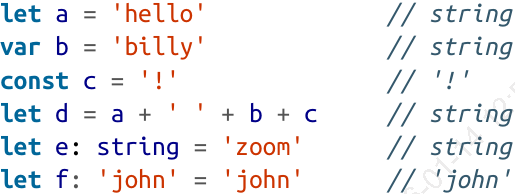 let a = 'hello' // string
var b = 'billy' // string
const c = '!' // '!'
let d = a + ' ' + b + c // string
let e: string = 'zoom' // string
let f: 'john' = 'john' // 'john'